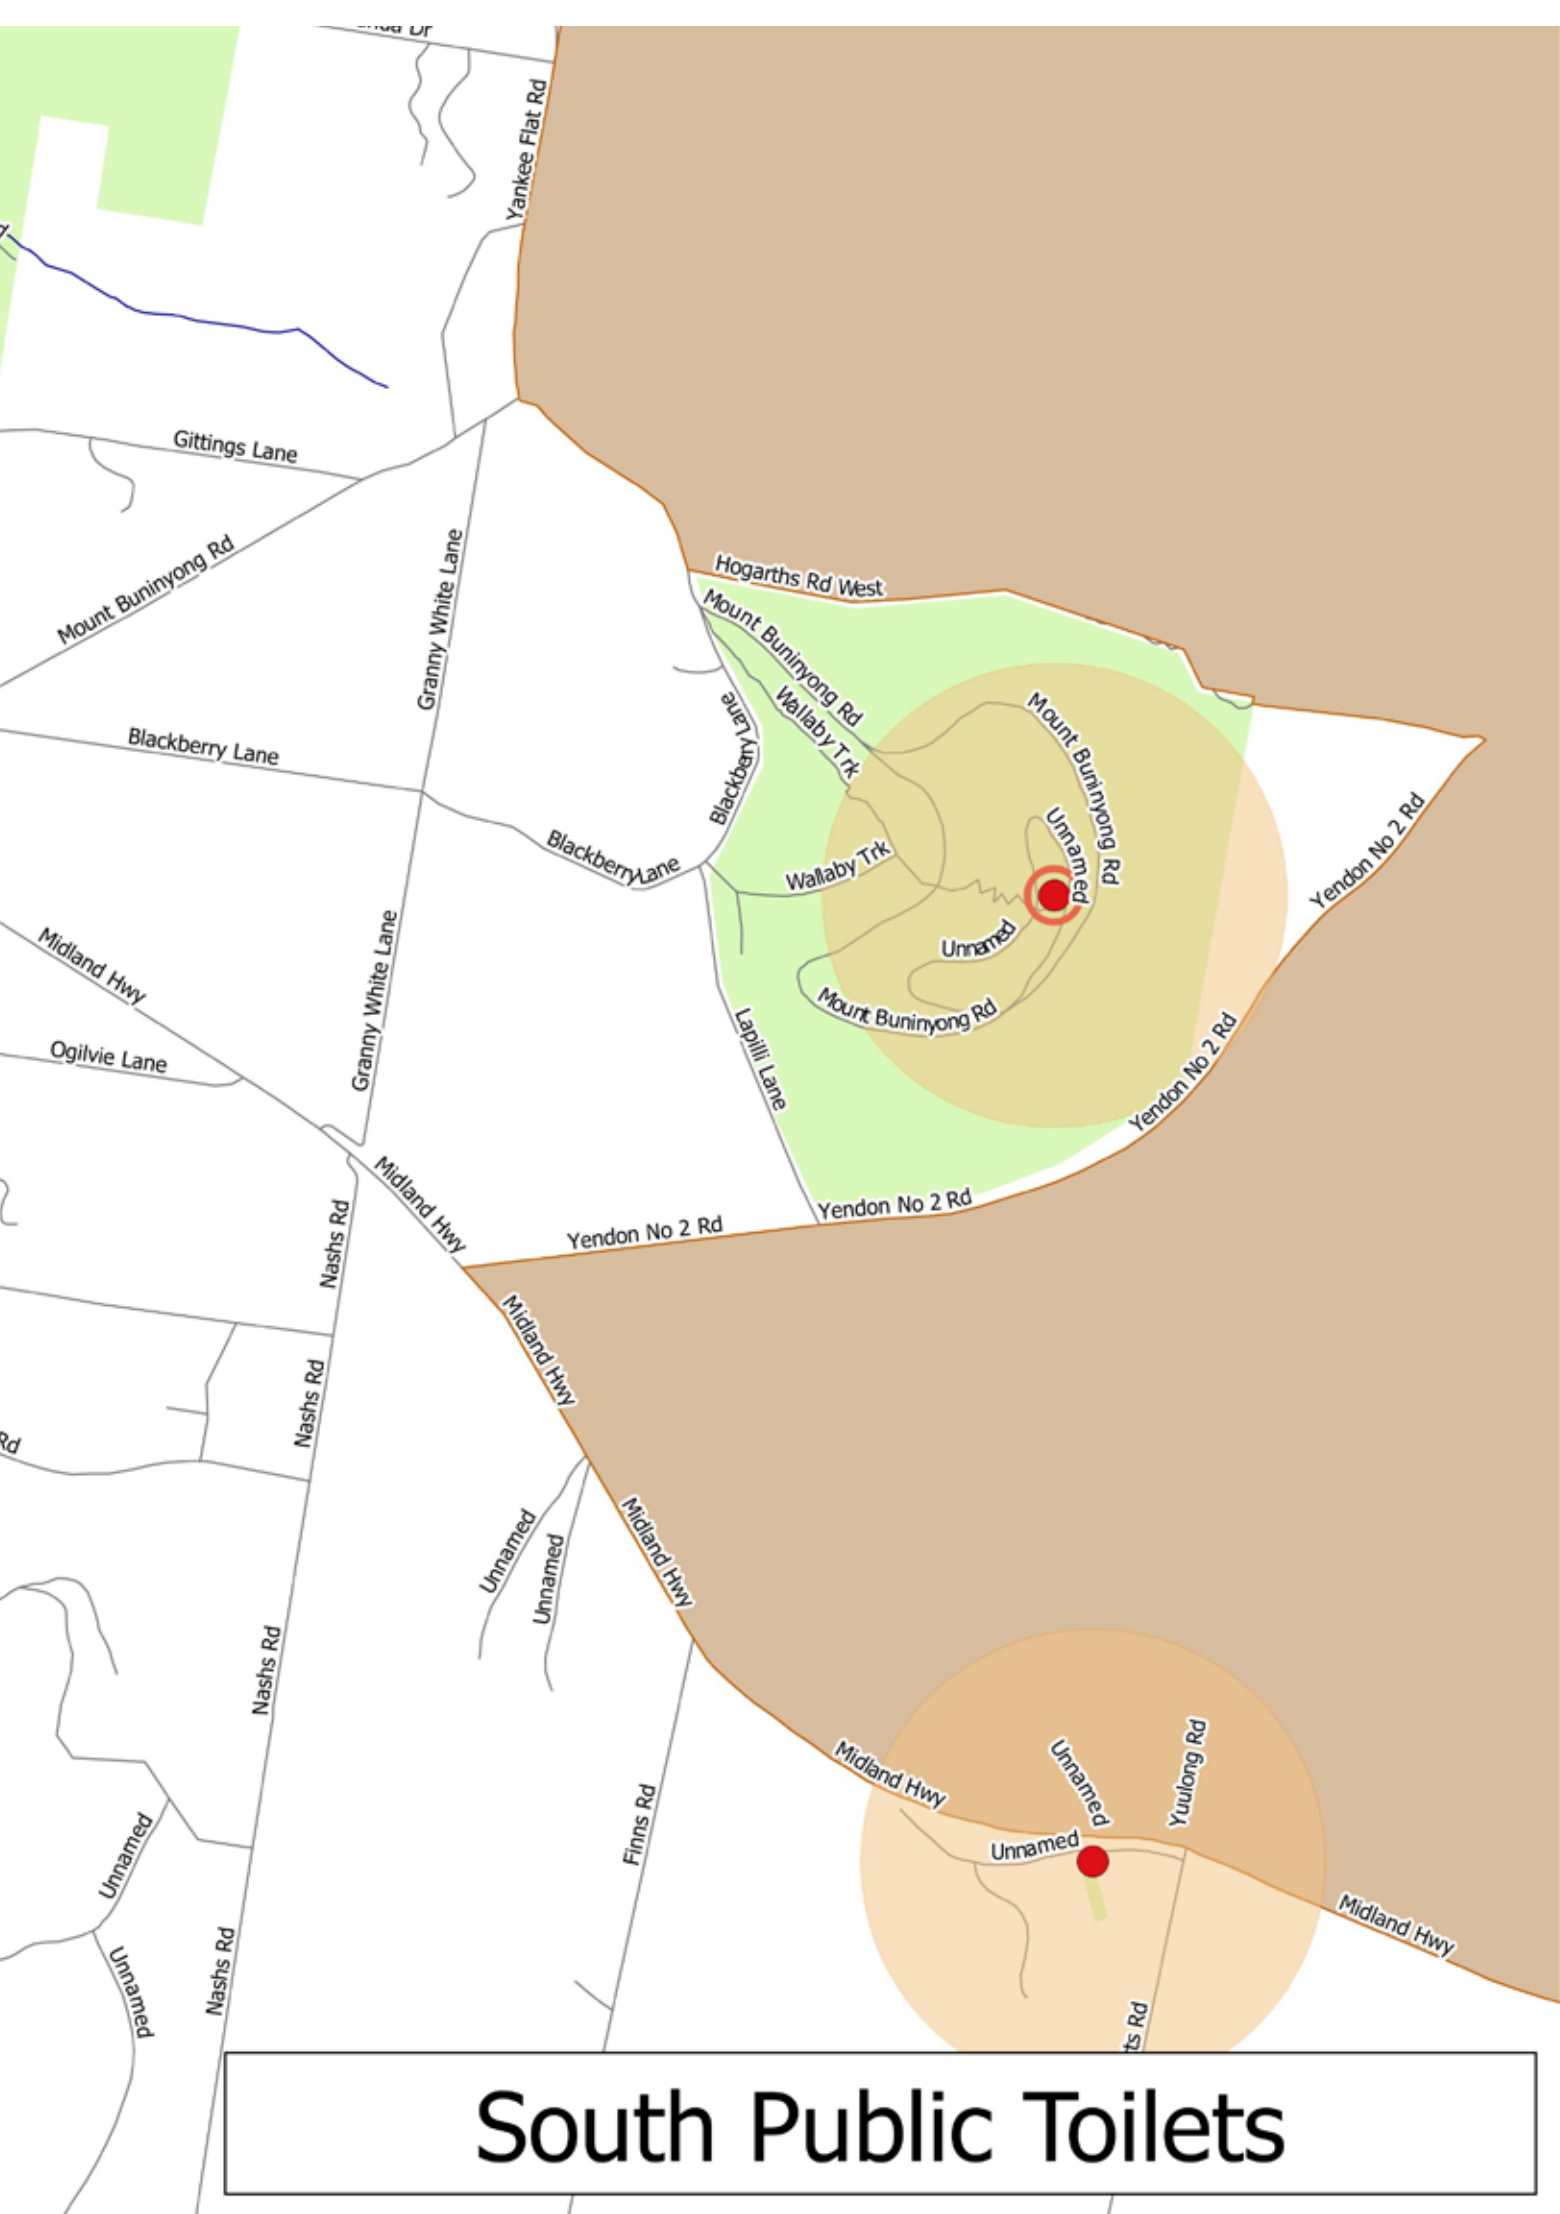 Yankee Flat Rd
Gittings Lane
Mount Buninyong Rd
Granny White Lane
Hogarths Rd West
Mount Buninyong Rd
Wallaby Trk
Mount Buninyong Rd
Blackberry Lane
Blackberry Lane
Blackberry Lane
Wallaby Trk
Unnamed
Unnamed
Yendon No 2 Rd
Midland Hwy
Granny White Lane
Mount Buninyong Rd
Ogilvie Lane
Lapilli Lane
Yendon No 2 Rd
Midland Hwy
Yendon No 2 Rd
Yendon No 2 Rd
Nashs Rd
Midland Hwy
Nashs Rd
Rd
Unnamed
Unnamed
Midland Hwy
Nashs Rd
Midland Hwy
Unnamed
Yuulong Rd
Finns Rd
Unnamed
Unnamed
Midland Hwy
Nashs Rd
Unnamed
ts Rd
South Public Toilets